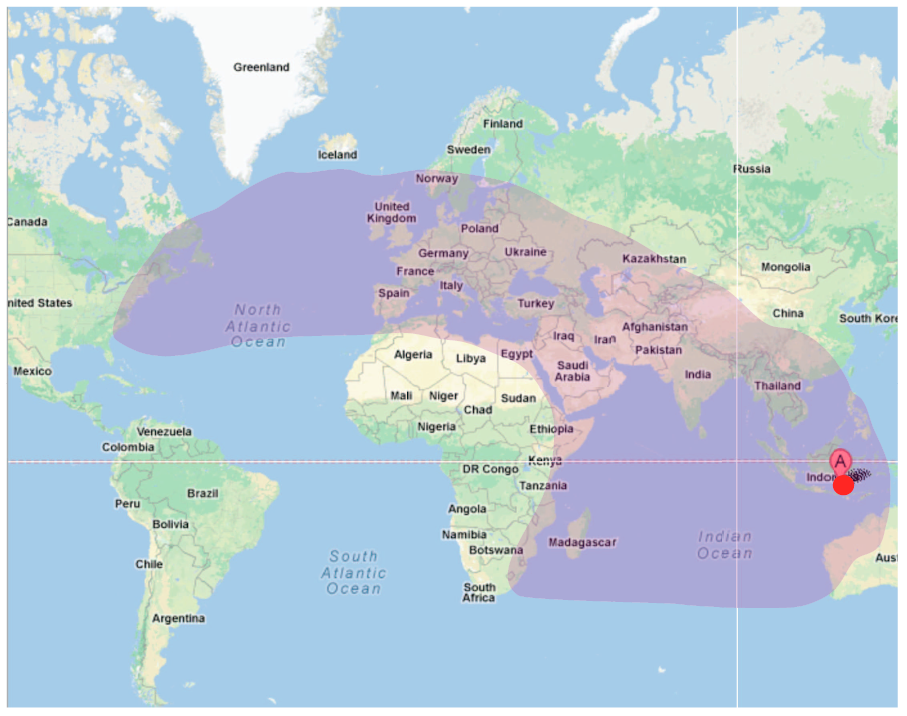 Greenland
Finland
Iceland
Sweden
Russia
Norway
Canada
United
Kingdom
Poland
Germany
Ukraine
Kazakhstan
Mongolia
France
Italy
Spain
nited States
Turkey
North
Atlantic
Ocean
China
South Kore
Afghanistan
Iraq
Iran
Pakistan
Algeria
Libya
Egypt
Mexico
Saudi
Arabia
India
Thailand
Mali
Niger
Sudan
Chad
Nigeria
Ethiopia
Venezuela
Colombia
Kenya
A
DR Congo
Indon
Tanzania
Brazil
Peru
Angola
Bolivia
Namibia
Botswana
Madagascar
Indian
Ocean
South
Atlantic
Ocean
Chile
Aus
South
Africa
Argentina